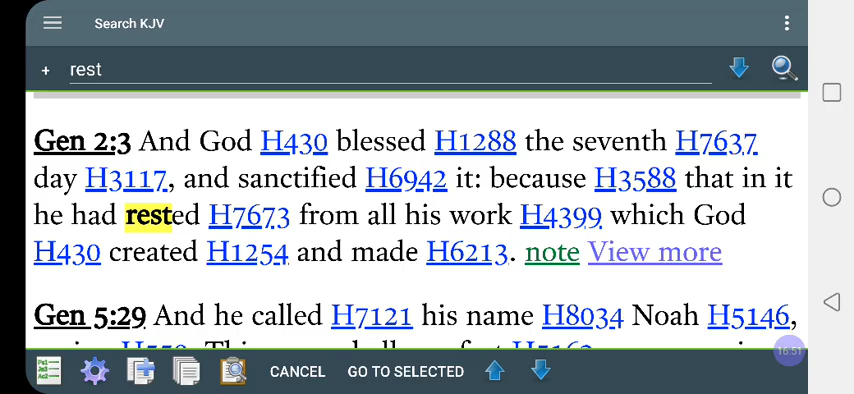 Search KJV
+ rest
Gen 2:3 And God H430 blessed H1288 the seventh H7637
day H3117, and sanctified H6942 it: because H3588 that in it
he had rested H7673 from all his work H4399 which God
H430 created H1254 and made H6213. note View more
Gen 5:29 And he called H7121 his name H8034 Noah H5146,
16:51
CANCEL GO TO SELECTED